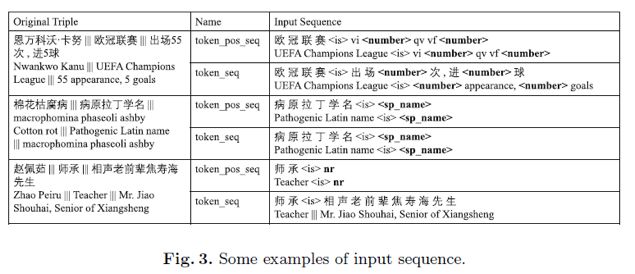 Original Triple Name Input Sequence
恩万科沃·卡努 ||| 欧冠联赛 ||| 出场55
次 , 进5球
Nwankwo Kanu ||| UEFA Champions
League ||| 55 appearance, 5 goals
token_pos_seq
欧 冠 联 赛 <is> vi <number> qv vf <number>
UEFA Champions League <is> vi <number> qv vf <number>
token_seq
欧 冠 联 赛 <is> 出 场 <number> 次 , 进 <number> 球
UEFA Champions League <is> <number> appearance, <number> goals
棉花枯腐病 ||| 病原拉丁学名 |||
macrophomina phaseoli ashby
Cotton rot ||| Pathogenic Latin name
||| macrophomina phaseoli ashby
token_pos_seq
病 原 拉 丁 学 名 <is> <sp_name>
Pathogenic Latin name <is> <sp_name>
token_seq
病 原 拉 丁 学 名 <is> <sp_name>
Pathogenic Latin name <is> <sp_name>
赵佩茹 ||| 师承 ||| 相声老前辈焦寿海
先生
Zhao Peiru ||| Teacher ||| Mr. Jiao
Shouhai, Senior of Xiangsheng
token_pos_seq
师 承 <is> nr
Teacher <is> nr
token_seq
师 承 <is> 相 声 老 前 辈 焦 寿 海 先 生
Teacher ||| Mr. Jiao Shouhai, Senior of Xiangsheng
Fig. 3. Some examples of input sequence.